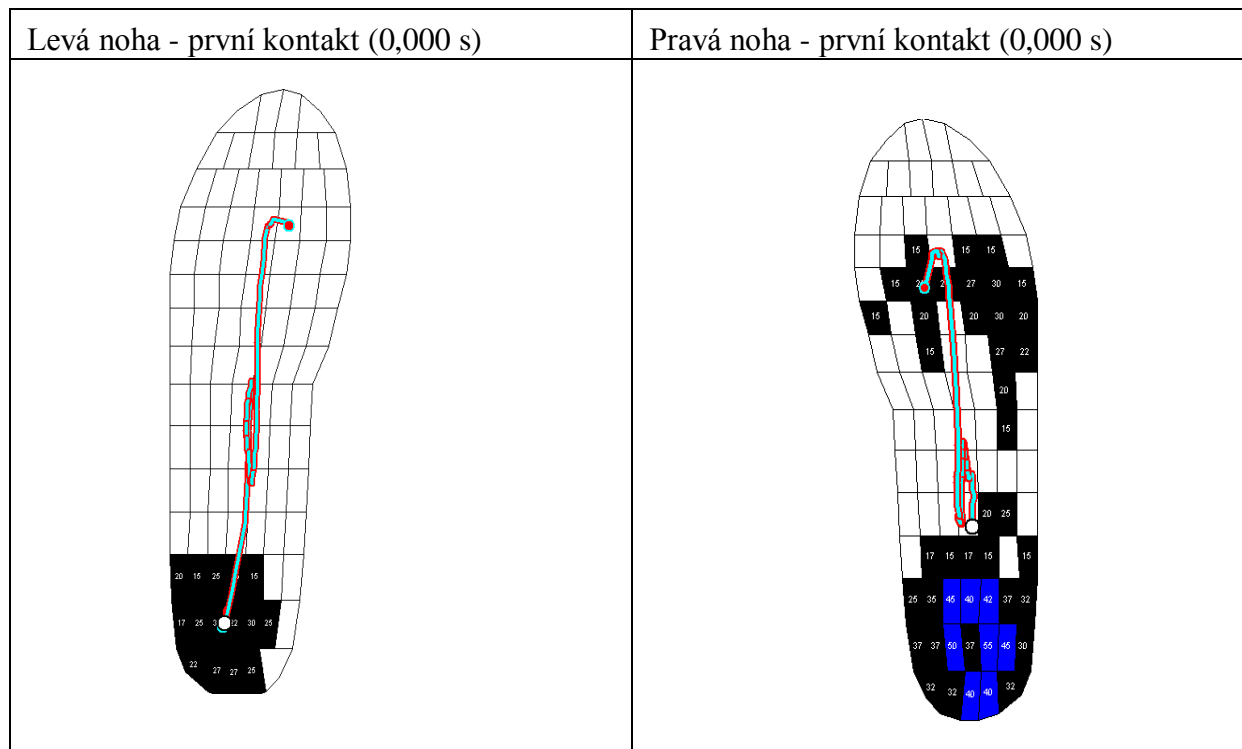 Levá noha - první kontakt (0,000 s)
Pravá noha - první kontakt (0,000 s)
20 15 25 15
17 25 22 30 25
22 27 27 25
15 15 15
15 27 30 15
15 20 20 30 20
15 27 22
20
15
20 25
17 15 17 15 15
25 35 45 40 42 37 32
37 37 50 37 55 45 30
32 32 40 40 32